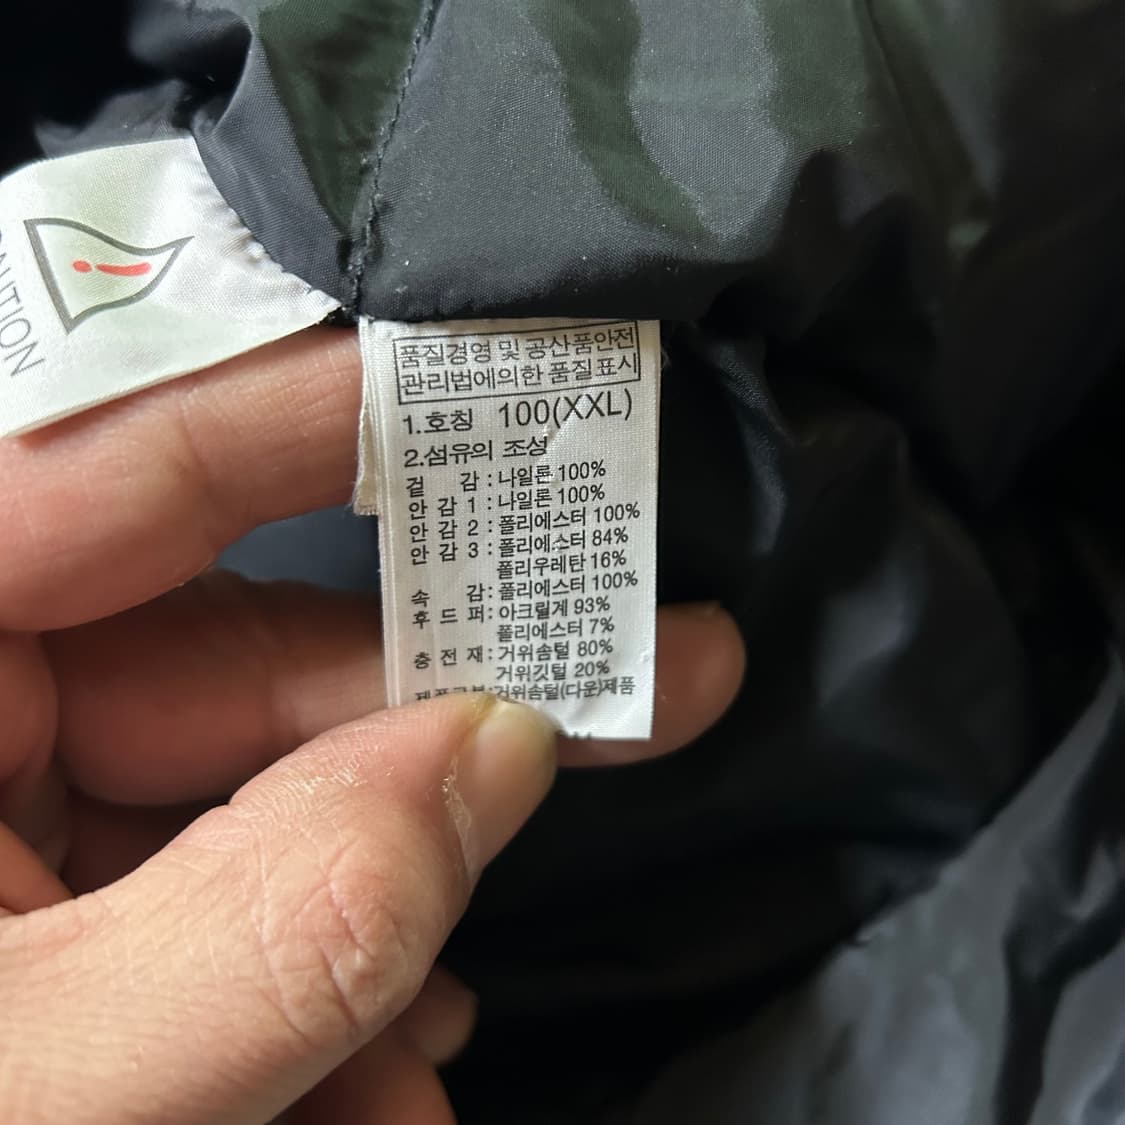 품질경영 및 공산품안전
관리법에의한 품질표시
1.호칭 100(XXL)
2.섬유의 조성
겉 감 : 나일론 100%
안 감 1 : 나일론 100%
안 감 2 : 폴리에스터 100%
안 감 3 : 폴리에스터 84%
폴리우레탄 16%
속 감: 폴리에스터 100%
후 드 퍼: 아크릴계 93%
폴리에스터 7%
충 전 재: 거위솜털 80%
거위깃털 20%
제품구분:거위솜털(다운)제품